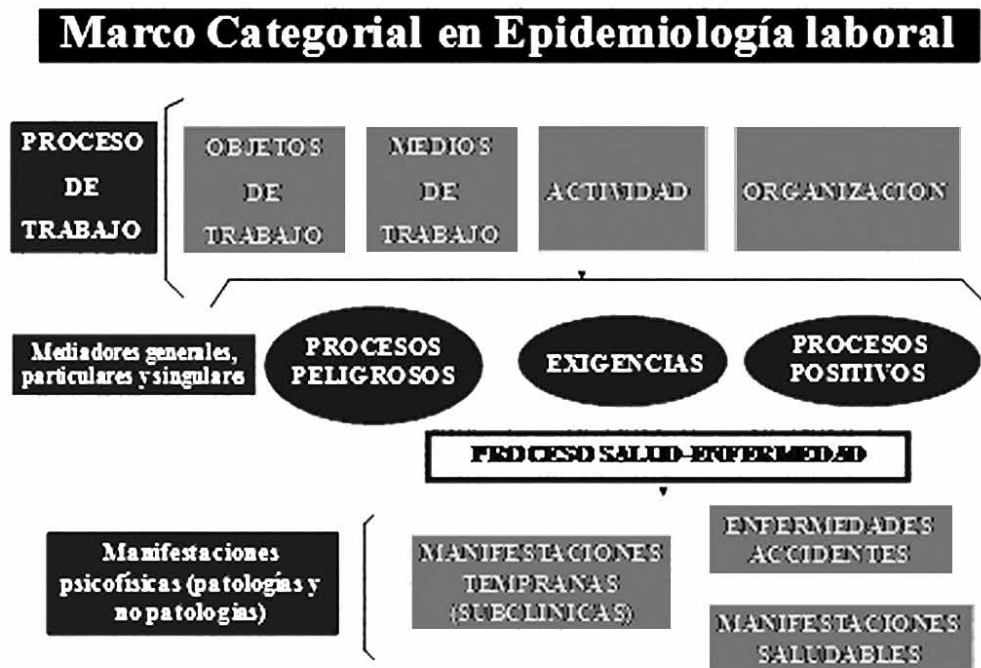 Marco Categorial en Epidemiología laboral
PROCESO
DE
TRABAJO
OBJETOS
DE
TRABAJO
MEDIOS
DE
TRABAJO
ACTIVIDAD
ORGANIZACION
Mediadores generales,
particulares y singulares
PROCESOS
PELIGROSOS
EXIGENCIAS
PROCESOS
POSITIVOS
PROCESO SALUD-ENFERMEDAD
Manifestaciones
psicofísicas (patologías y
no patologías)
MANIFESTACIONES
TEMPRANAS
(SUBCLINICAS)
ENFERMEDADES
ACCIDENTES
MANIFESTACIONES
SALUDABLES